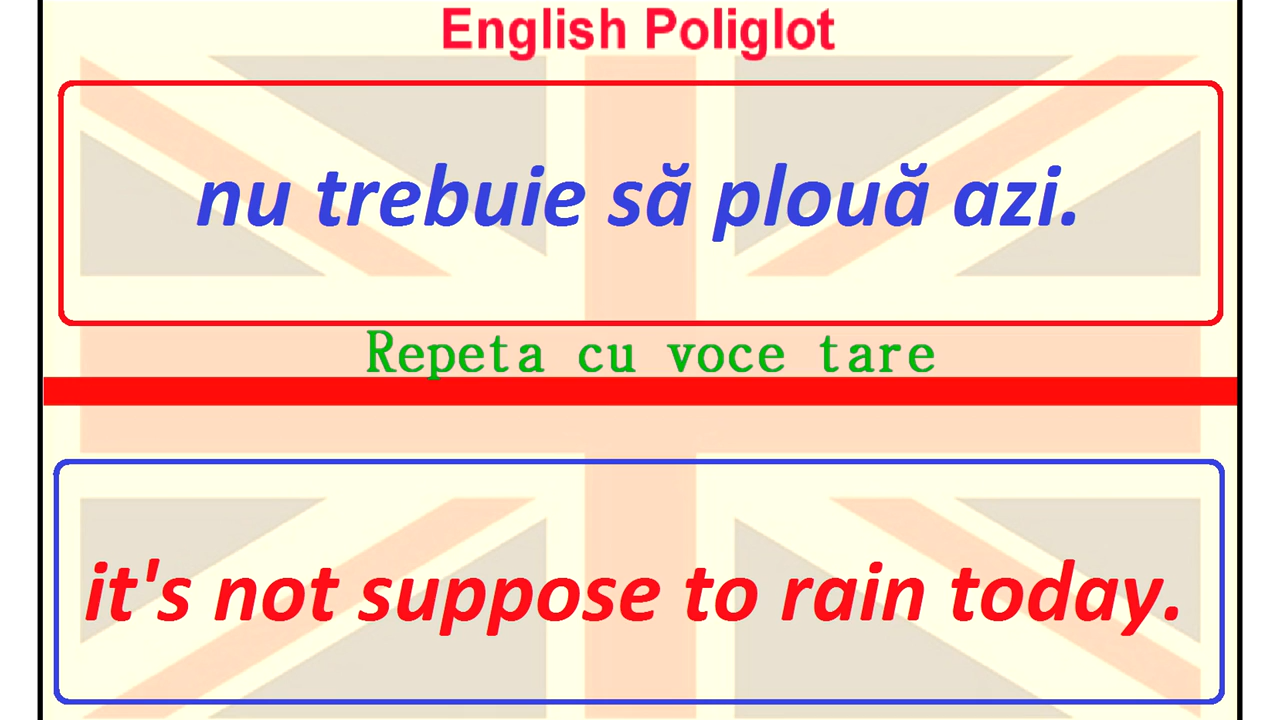 English Poliglot
nu trebuie să plouă azi.
Repeta cu voce tare
it's not suppose to rain today.